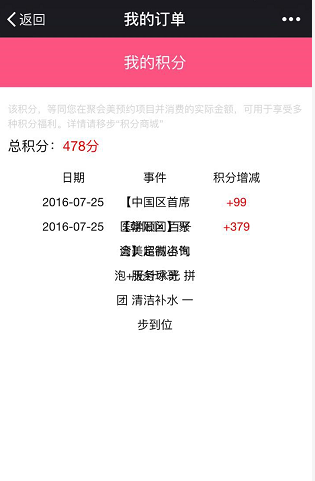 返回
我的订单
•••
我的积分
该积分，等同您在聚合美预约项目并消费的实际金额，可用于享受多
种积分福利。详情请移步“积分商城”
总积分：478分
日期 事件 积分增减
2016-07-25 【中国区首席 +99
2016-07-25 +379
拼
团 清洁补水 一
步到位